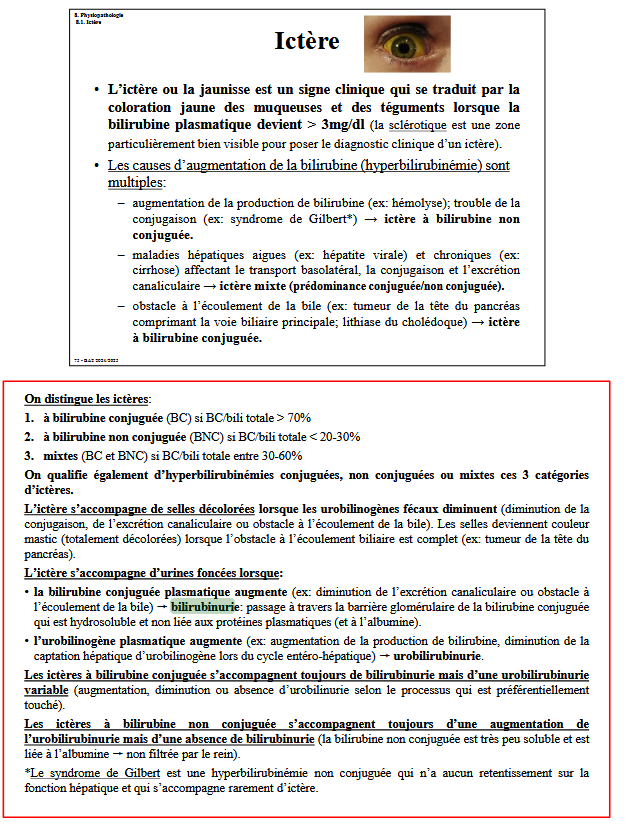 8. Physiopathologie
8.1. Ictère
Ictère
• L’ictère ou la jaunisse est un signe clinique qui se traduit par la
coloration jaune des muqueuses et des téguments lorsque la
bilirubine plasmatique devient > 3mg/dl (la sclérotique est une zone
particulièrement bien visible pour poser le diagnostic clinique d’un ictère).
• Les causes d’augmentation de la bilirubine (hyperbilirubinémie) sont
multiples:
– augmentation de la production de bilirubine (ex: hémolyse); trouble de la
conjugaison (ex: syndrome de Gilbert*) → ictère à bilirubine non
conjuguée.
– maladies hépatiques aigues (ex: hépatite virale) et chroniques (ex:
cirrhose) affectant le transport basolatéral, la conjugaison et l’excrétion
canaliculaire → ictère mixte (prédominance conjuguée/non conjuguée).
– obstacle à l’écoulement de la bile (ex: tumeur de la tête du pancréas
comprimant la voie biliaire principale; lithiase du cholédoque) → ictère
à bilirubine conjuguée.
On distingue les ictères:
1. à bilirubine conjuguée (BC) si BC/bili totale > 70%
2. à bilirubine non conjuguée (BNC) si BC/bili totale < 20-30%
3. mixtes (BC et BNC) si BC/bili totale entre 30-60%
On qualifie également d’hyperbilirubinémies conjuguées, non conjuguées ou mixtes ces 3 catégories
d’ictères.
L’ictère s’accompagne de selles décolorées lorsque les urobilinogènes fécaux diminuent (diminution de la
conjugaison, de l’excrétion canaliculaire ou obstacle à l’écoulement de la bile). Les selles deviennent couleur
mastic (totalement décolorées) lorsque l’obstacle à l’écoulement biliaire est complet (ex: tumeur de la tête du
pancréas).
L’ictère s’accompagne d’urines foncées lorsque:
• la bilirubine conjuguée plasmatique augmente (ex: diminution de l’excrétion canaliculaire ou obstacle à
l’écoulement de la bile) → bilirubinurie: passage à travers la barrière glomérulaire de la bilirubine conjuguée
qui est hydrosoluble et non liée aux protéines plasmatiques (et à l’albumine).
• l’urobilinogène plasmatique augmente (ex: augmentation de la production de bilirubine, diminution de la
captation hépatique d’urobilinogène lors du cycle entéro-hépatique) → urobilirubinurie.
Les ictères à bilirubine conjuguée s’accompagnent toujours de bilirubinurie mais d’une urobilirubinurie
variable (augmentation, diminution ou absence d’urobilinurie selon le processus qui est préférentiellement
touché).
Les ictères à bilirubine non conjuguée s’accompagnent toujours d’une augmentation de
l’urobilirubinurie mais d’une absence de bilirubinurie (la bilirubine non conjuguée est très peu soluble et est
liée à l’albumine → non filtrée par le rein).
*Le syndrome de Gilbert est une hyperbilirubinémie non conjuguée qui n’a aucun retentissement sur la
fonction hépatique et qui s’accompagne rarement d’ictère.